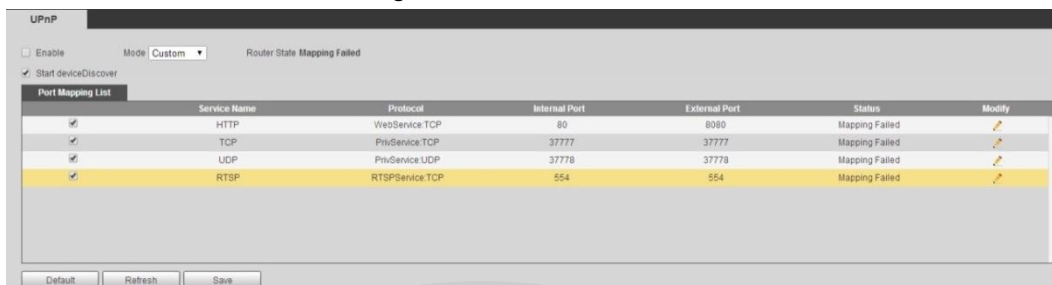 UPnP
Enable Mode Custom Router State Mapping Failed
Start deviceDiscover
Port Mapping List
Service Name Protocol Internal Port External Port Status Modify
HTTP WebService:TCP 80 8080 Mapping Failed
TCP PrivService:TCP 37777 37777 Mapping Failed
UDP PrivService:UDP 37778 37778 Mapping Failed
RTSP RTSPService:TCP 554 554 Mapping Failed
Default Refresh Save